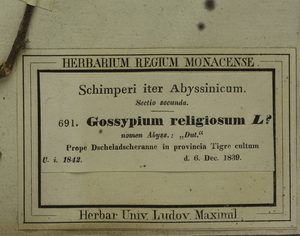 HERBARIUM REGIUM MONACENSE
Schimperi iter Abyssinicum.
Sectio secunda.
691. Gossypium religiosum L?
nomen Abyss.: „Dut.“
Prope Dscheladscheranne in provincia Tigre cultum
U. i. 1842. d. 6. Dec. 1839.
Herbar Univ. Ludov. Maximil.